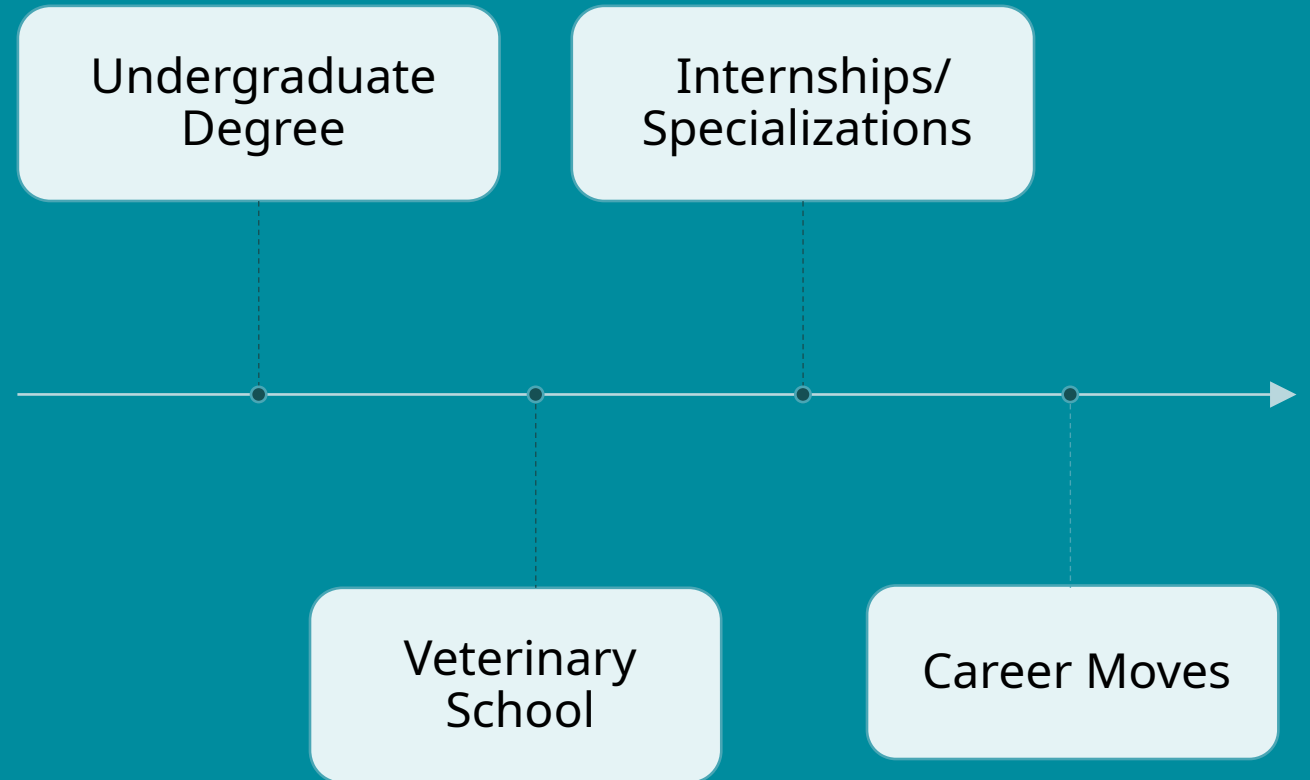 Undergraduate
Degree
Internships/
Specializations
Veterinary
School
Career Moves